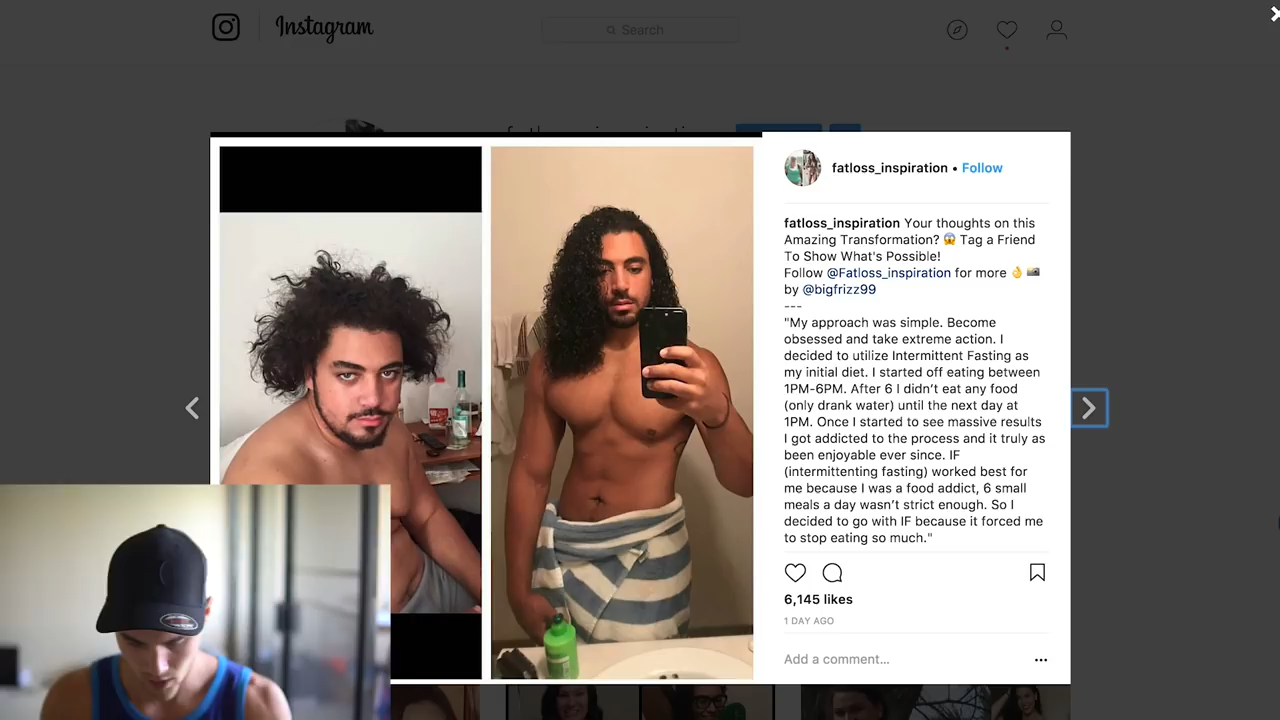 Instagram
Search
fatloss_inspiration • Follow
fatloss_inspiration Your thoughts on this
Amazing Transformation? 😱 Tag a Friend
To Show What's Possible!
Follow @Fatloss_inspiration for more 👌 📷
by @bigfrizz99
---
"My approach was simple. Become
obsessed and take extreme action. I
decided to utilize Intermittent Fasting as
my initial diet. I started off eating between
1PM-6PM. After 6 I didn't eat any food
(only drank water) until the next day at
1PM. Once I started to see massive results
I got addicted to the process and it truly as
been enjoyable ever since. IF
(intermittenting fasting) worked best for
me because I was a food addict, 6 small
meals a day wasn't strict enough. So I
decided to go with IF because it forced me
to stop eating so much."
6,145 likes
1 DAY AGO
Add a comment...